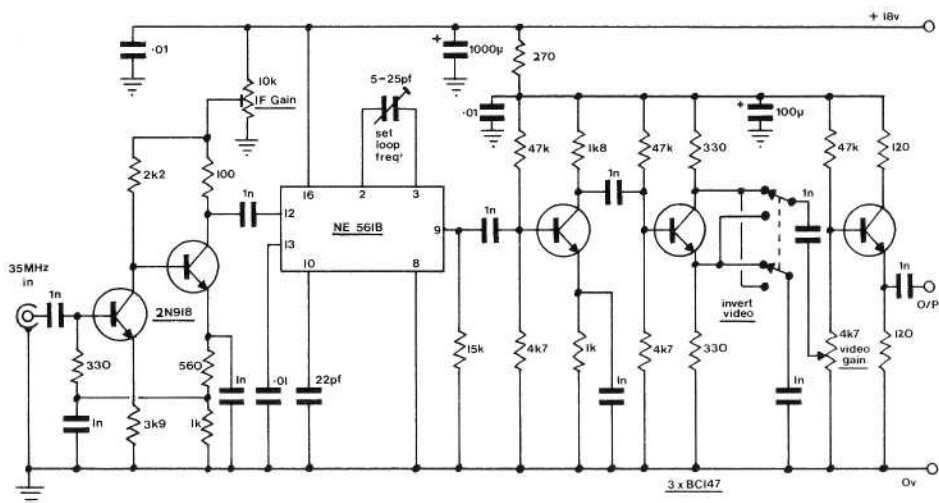 + 18v
.01
10k
IF Gain
+
1000μ
270
5-25pf
set
loop
freqʸ
.01
+
100μ
2k2
100
47k
1k8
47k
330
47k
120
1n
16
2
3
1n
12
NE 561B
9
1n
13
10
8
1n
35MHz
in
1n
2N918
invert
video
1n
O/P
330
560
15k
4k7
1k
4k7
330
4k7
video
gain
120
1n
.01
22pf
1n
1n
1n
3k9
1k
3 x BC147
Ov